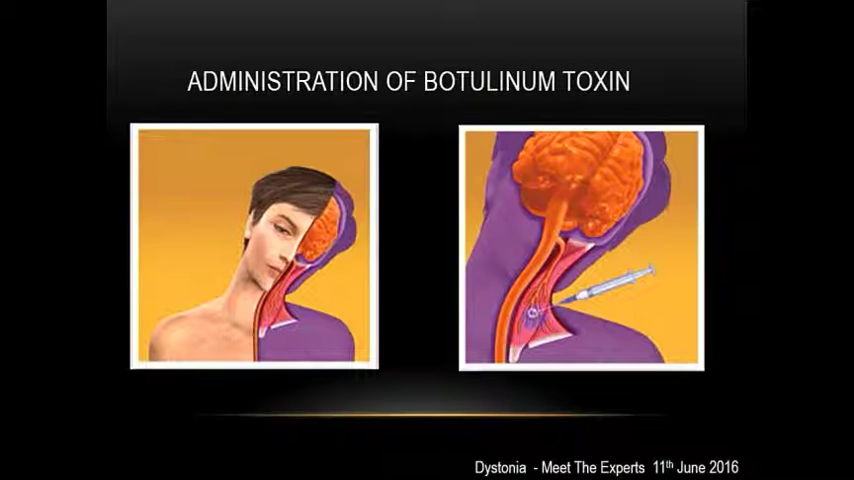 ADMINISTRATION OF BOTULINUM TOXIN
Dystonia - Meet The Experts 11th June 2016